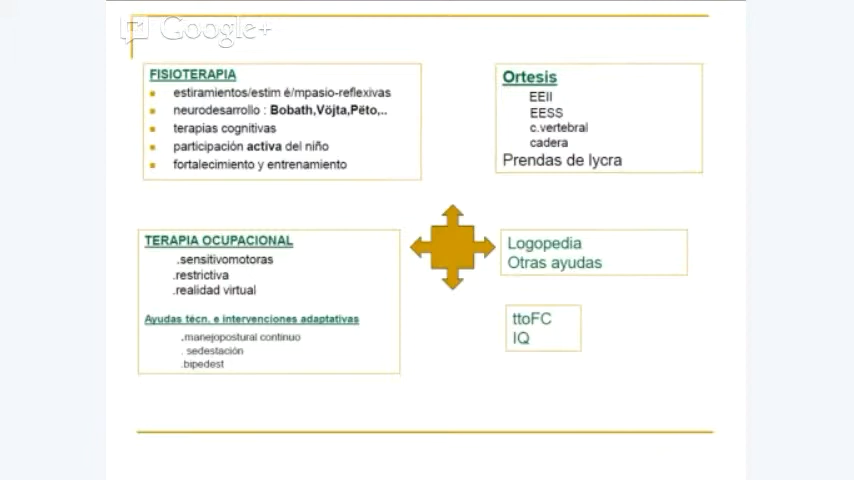 Google+
FISIOTERAPIA
estiramientos/estim é/mpasio-reflexivas
neurodesarrollo : Bobath,Vöjta,Pëto,..
terapias cognitivas
participación activa del niño
fortalecimiento y entrenamiento
Ortesis
EEII
EESS
c.vertebral
cadera
Prendas de lycra
TERAPIA OCUPACIONAL
.sensitivomotoras
.restrictiva
.realidad virtual
Ayudas técn. e intervenciones adaptativas
.manejopostural continuo
. sedestación
.bipedest
Logopedia
Otras ayudas
ttoFC
IQ